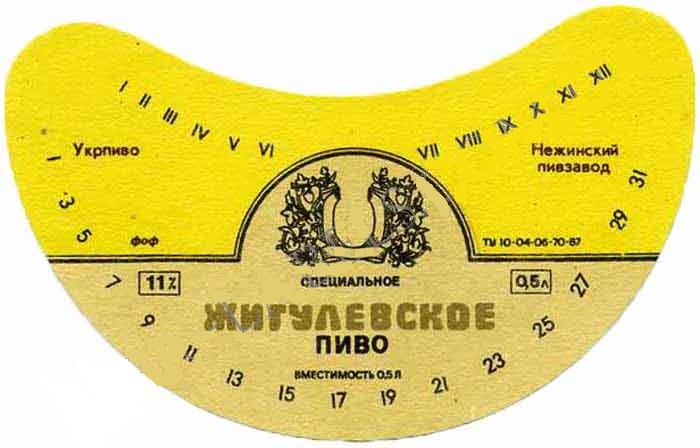 I II III IV V VI VII VIII IX X XI XII
Укрпиво
Нежинский
пивзавод
фоф
ТУ 10-04-06-70-87
11%
СПЕЦИАЛЬНОЕ
0,5л
ЖИГУЛЕВСКОЕ
ПИВО
ВМЕСТИМОСТЬ 0,5 Л
1 3 5 7 9 11 13 15 17 19 21 23 25 27 29 31